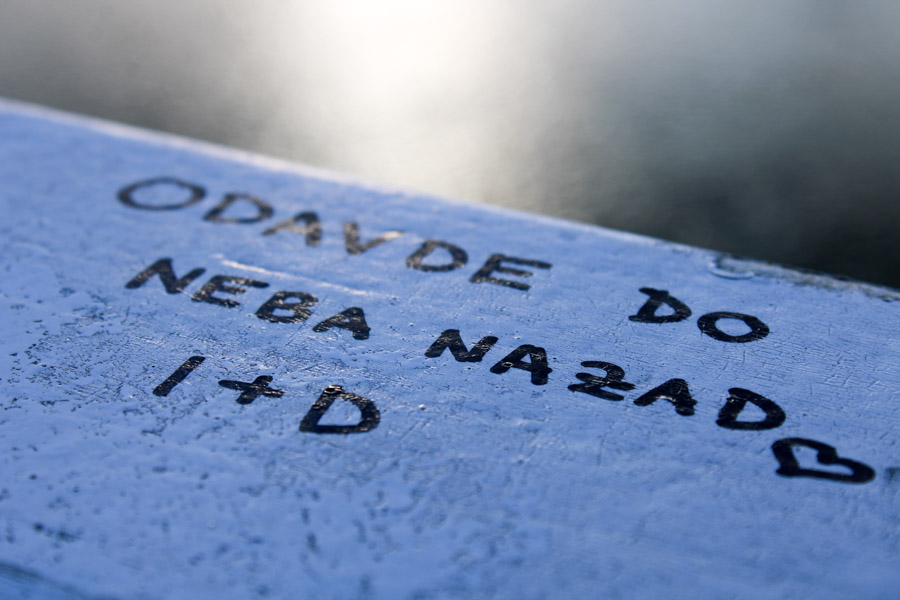 ODAVDE DO
NEBA NAZAD ♡
I + D